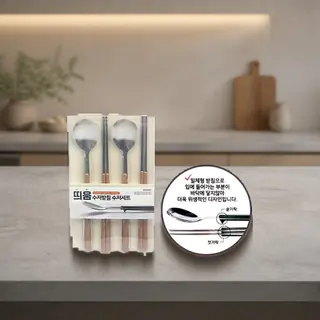 띄움
수저받침 수저세트
✓일체형 받침으로
입에 들어가는 부분이
바닥에 닿지않아
더욱 위생적인 디자인입니다.
숟가락
젓가락